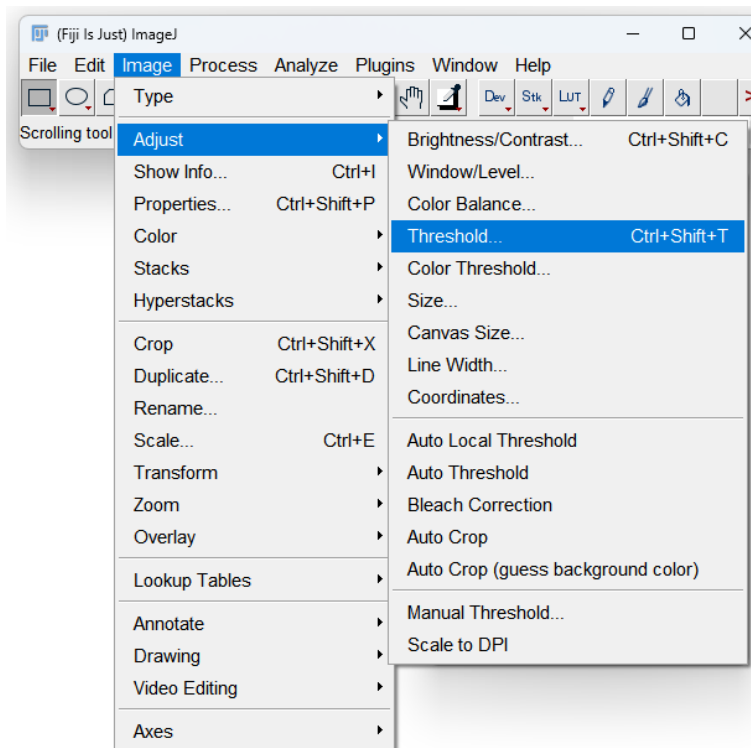 (Fiji Is Just) ImageJ
File Edit Image Process Analyze Plugins Window Help
Dev Stk LUT
Scrolling tool
Type
Adjust
Show Info... Ctrl+I
Properties... Ctrl+Shift+P
Color
Stacks
Hyperstacks
Crop Ctrl+Shift+X
Duplicate... Ctrl+Shift+D
Rename...
Scale... Ctrl+E
Transform
Zoom
Overlay
Lookup Tables
Annotate
Drawing
Video Editing
Axes
Brightness/Contrast... Ctrl+Shift+C
Window/Level...
Color Balance...
Threshold... Ctrl+Shift+T
Color Threshold...
Size...
Canvas Size...
Line Width...
Coordinates...
Auto Local Threshold
Auto Threshold
Bleach Correction
Auto Crop
Auto Crop (guess background color)
Manual Threshold...
Scale to DPI